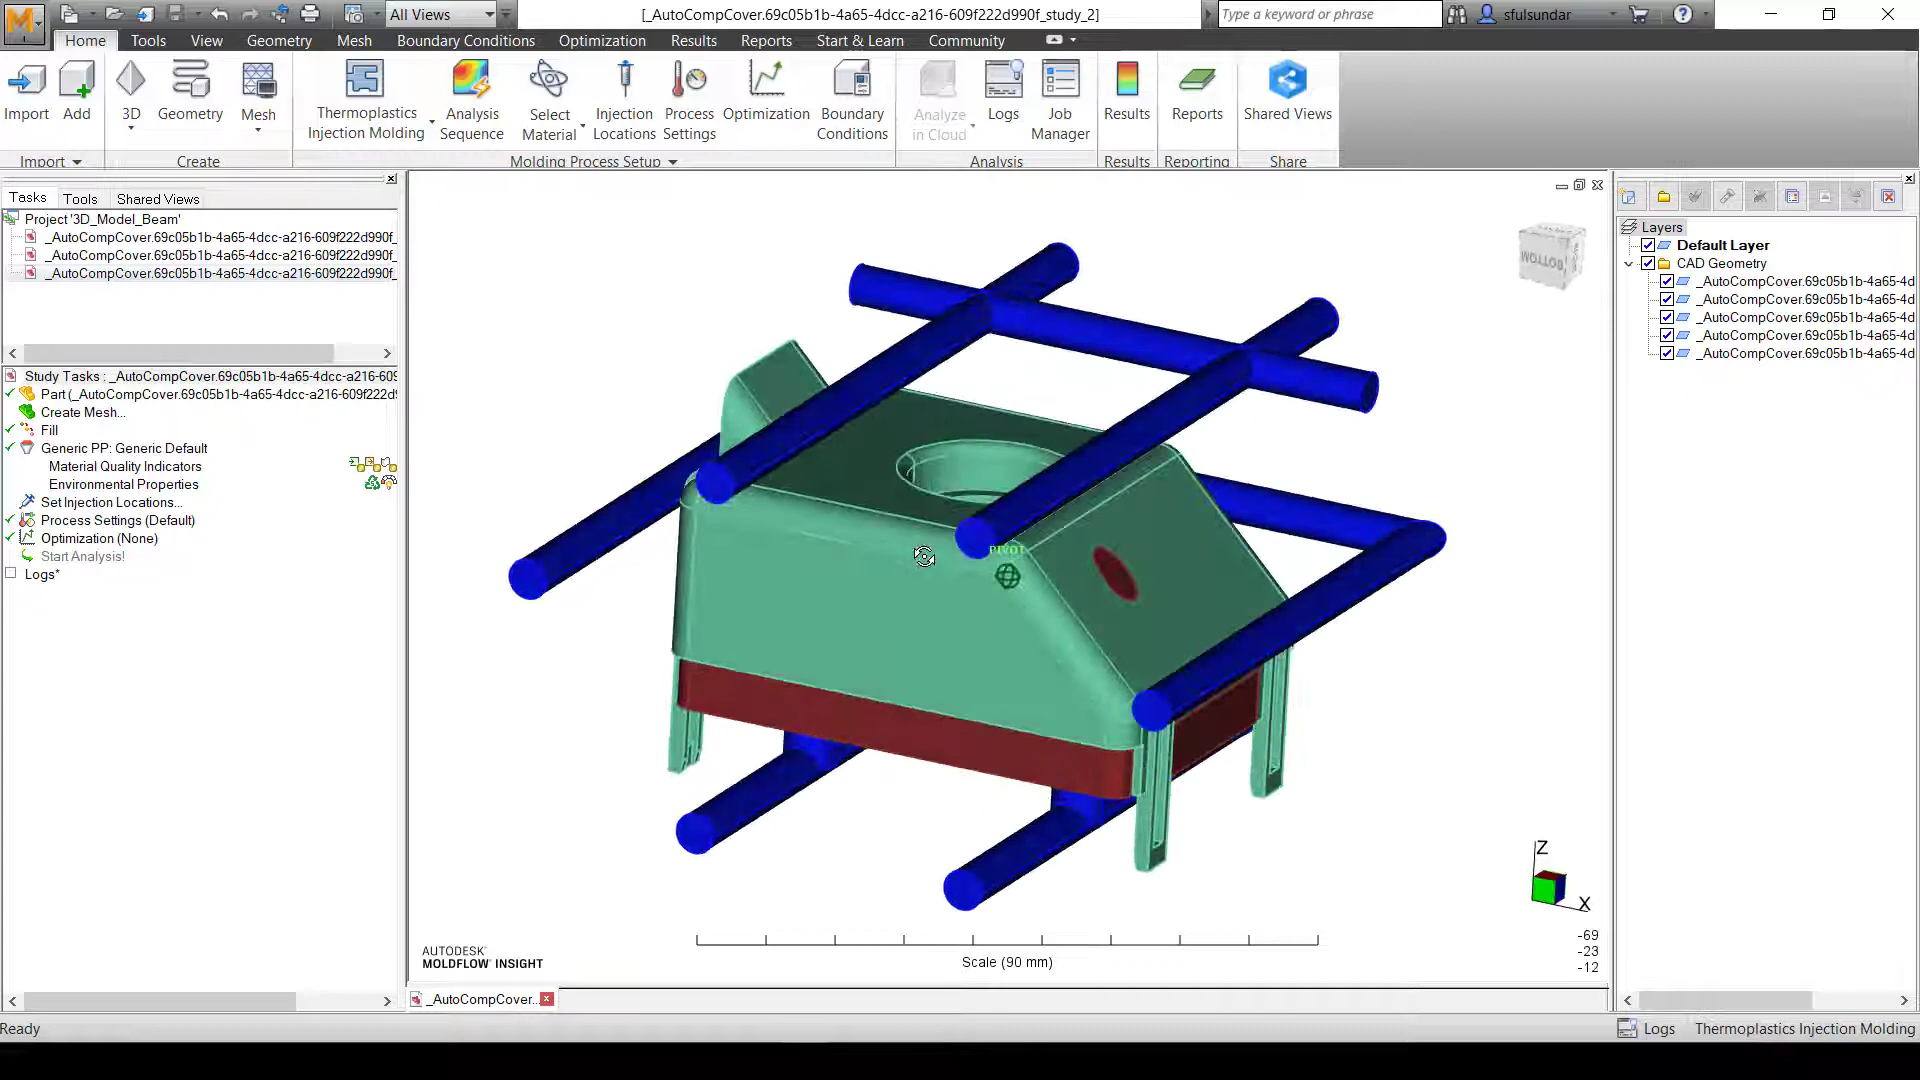 All Views
[_AutoCompCover.69c05b1b-4a65-4dcc-a216-609f222d990f_study_2]
Type a keyword or phrase
sfulsundar
Home Tools View Geometry Mesh Boundary Conditions Optimization Results Reports Start & Learn Community
Import
Add
3D
Geometry
Mesh
Thermoplastics
Injection Molding
Analysis
Sequence
Select
Material
Injection
Locations
Process
Settings
Optimization
Boundary
Conditions
Analyze
in Cloud
Logs
Job
Manager
Results
Reports
Shared Views
Import
Create
Molding Process Setup
Analysis
Results
Reporting
Share
Tasks Tools Shared Views
Project '3D_Model_Beam'
_AutoCompCover.69c05b1b-4a65-4dcc-a216-609f222d990f_
_AutoCompCover.69c05b1b-4a65-4dcc-a216-609f222d990f_
_AutoCompCover.69c05b1b-4a65-4dcc-a216-609f222d990f_
Study Tasks : _AutoCompCover.69c05b1b-4a65-4dcc-a216-609
Part (_AutoCompCover.69c05b1b-4a65-4dcc-a216-609f222d9
Create Mesh...
Fill
Generic PP: Generic Default
Material Quality Indicators
Environmental Properties
Set Injection Locations...
Process Settings (Default)
Optimization (None)
Start Analysis!
Logs*
BOTTOM
PIVOT
AUTODESK
MOLDFLOW INSIGHT
Scale (90 mm)
Z
X
-69
-23
-12
_AutoCompCover...
Layers
Default Layer
CAD Geometry
_AutoCompCover.69c05b1b-4a65-4d
_AutoCompCover.69c05b1b-4a65-4d
_AutoCompCover.69c05b1b-4a65-4d
_AutoCompCover.69c05b1b-4a65-4d
_AutoCompCover.69c05b1b-4a65-4d
Ready
Logs
Thermoplastics Injection Molding